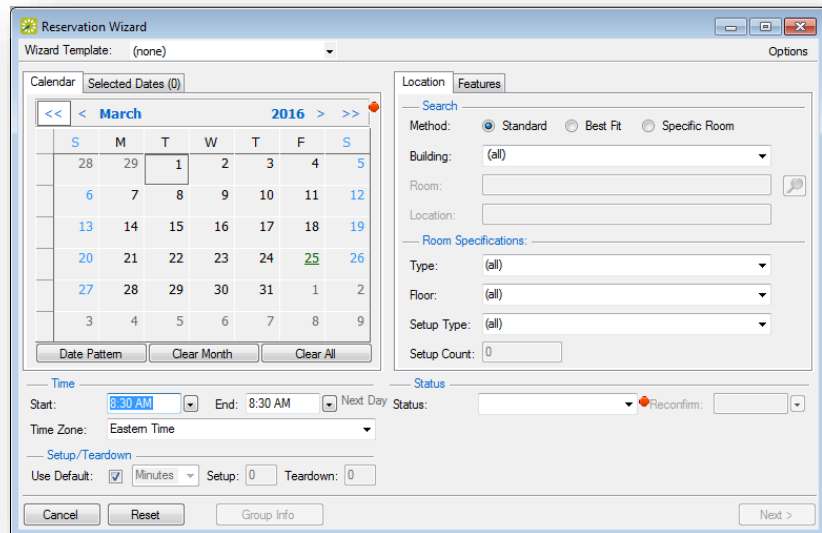 Reservation Wizard
Wizard Template: (none) Options
Calendar Selected Dates (0)
<< < March 2016 > >>
S M T W T F S
28 29 1 2 3 4 5
6 7 8 9 10 11 12
13 14 15 16 17 18 19
20 21 22 23 24 25 26
27 28 29 30 31 1 2
3 4 5 6 7 8 9
Date Pattern Clear Month Clear All
Location Features
Search
Method: Standard Best Fit Specific Room
Building: (all)
Room:
Location:
Room Specifications:
Type: (all)
Floor: (all)
Setup Type: (all)
Setup Count: 0
Time
Start: 8:30 AM End: 8:30 AM Next Day
Time Zone: Eastern Time
Setup/Teardown
Use Default: Minutes Setup: 0 Teardown: 0
Status
Status: Reconfirm:
Cancel Reset Group Info Next >